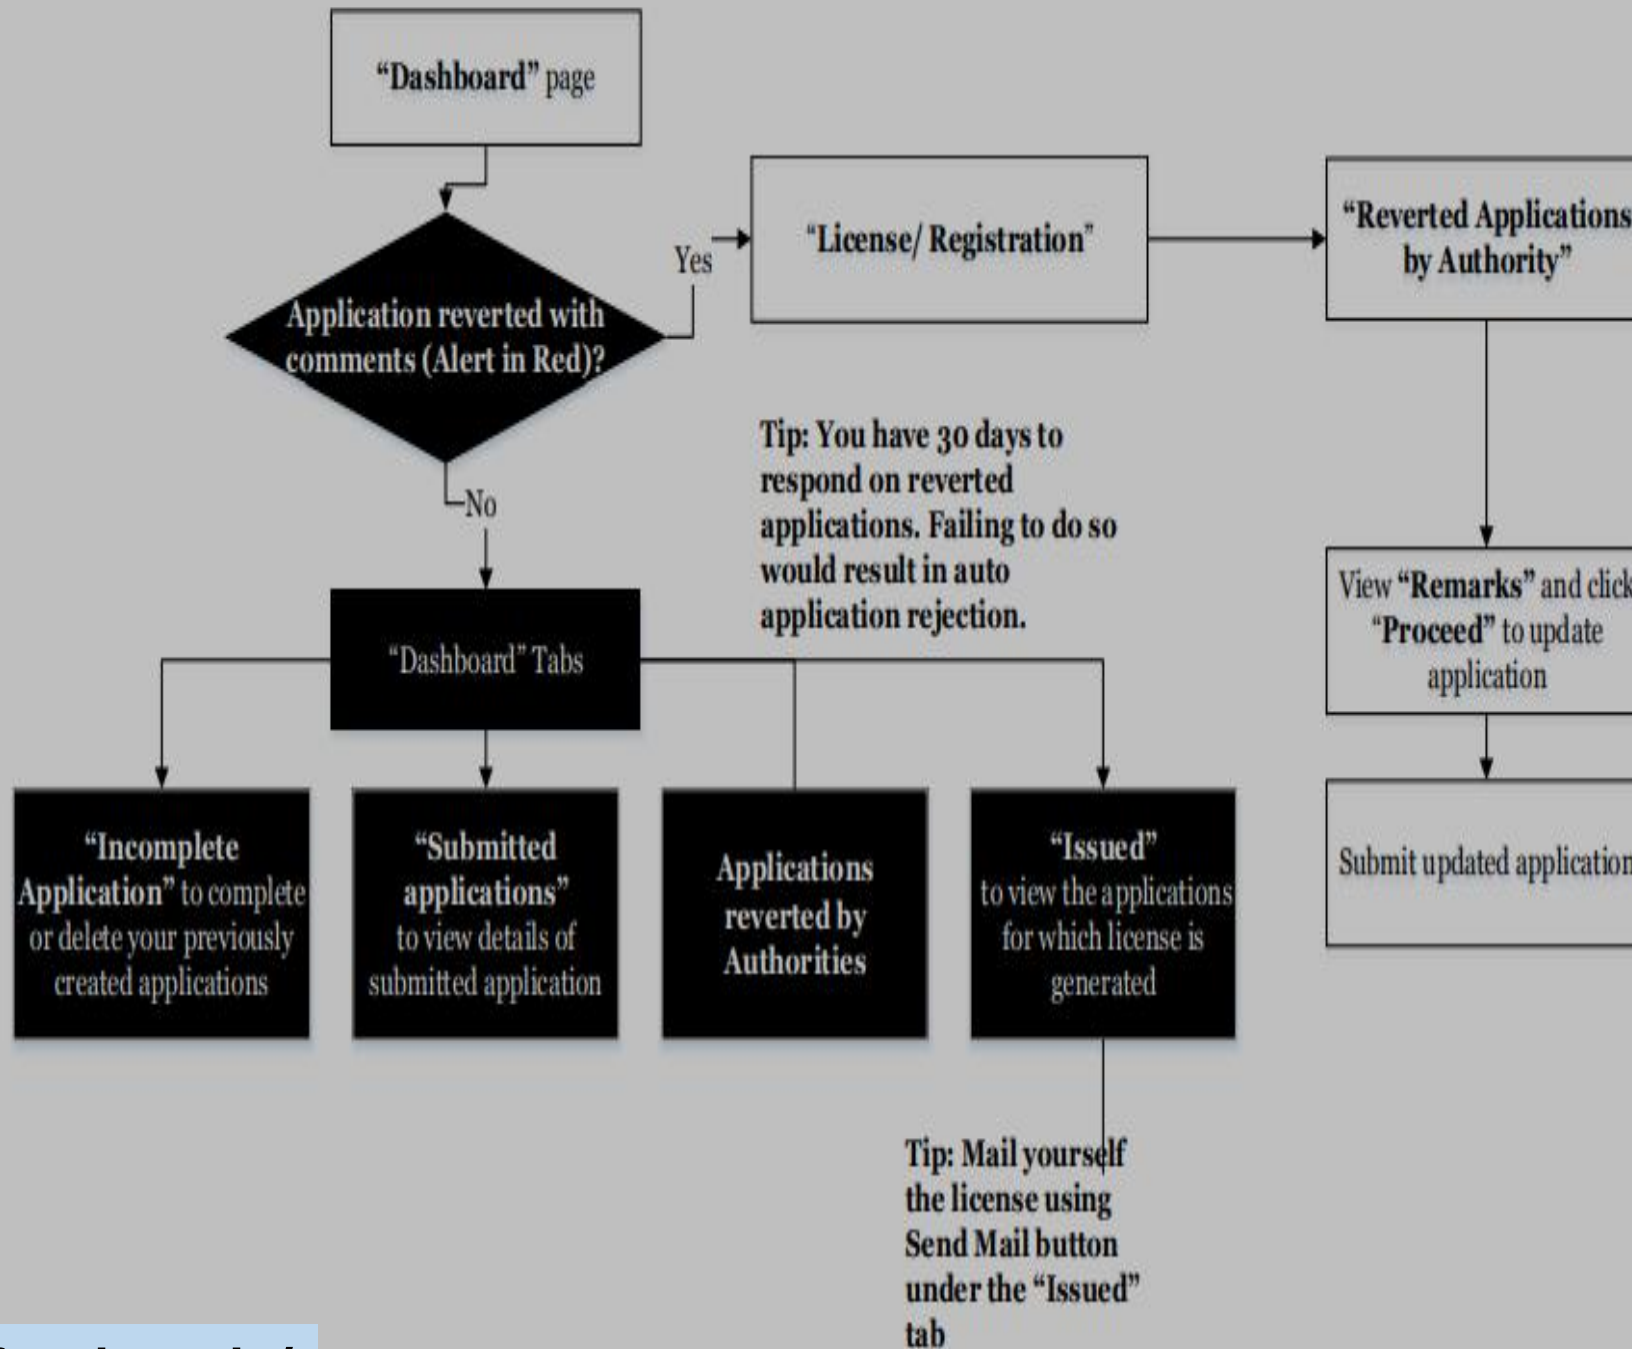 “Dashboard” page
Application reverted with
comments (Alert in Red)?
Yes
“License/ Registration”
“Reverted Applications
by Authority”
No
Tip: You have 30 days to
respond on reverted
applications. Failing to do so
would result in auto
application rejection.
View “Remarks” and click
“Proceed” to update
application
Submit updated application
“Dashboard” Tabs
“Incomplete
Application” to complete
or delete your previously
created applications
“Submitted
applications”
to view details of
submitted application
Applications
reverted by
Authorities
“Issued”
to view the applications
for which license is
generated
Tip: Mail yourself
the license using
Send Mail button
under the “Issued”
tab